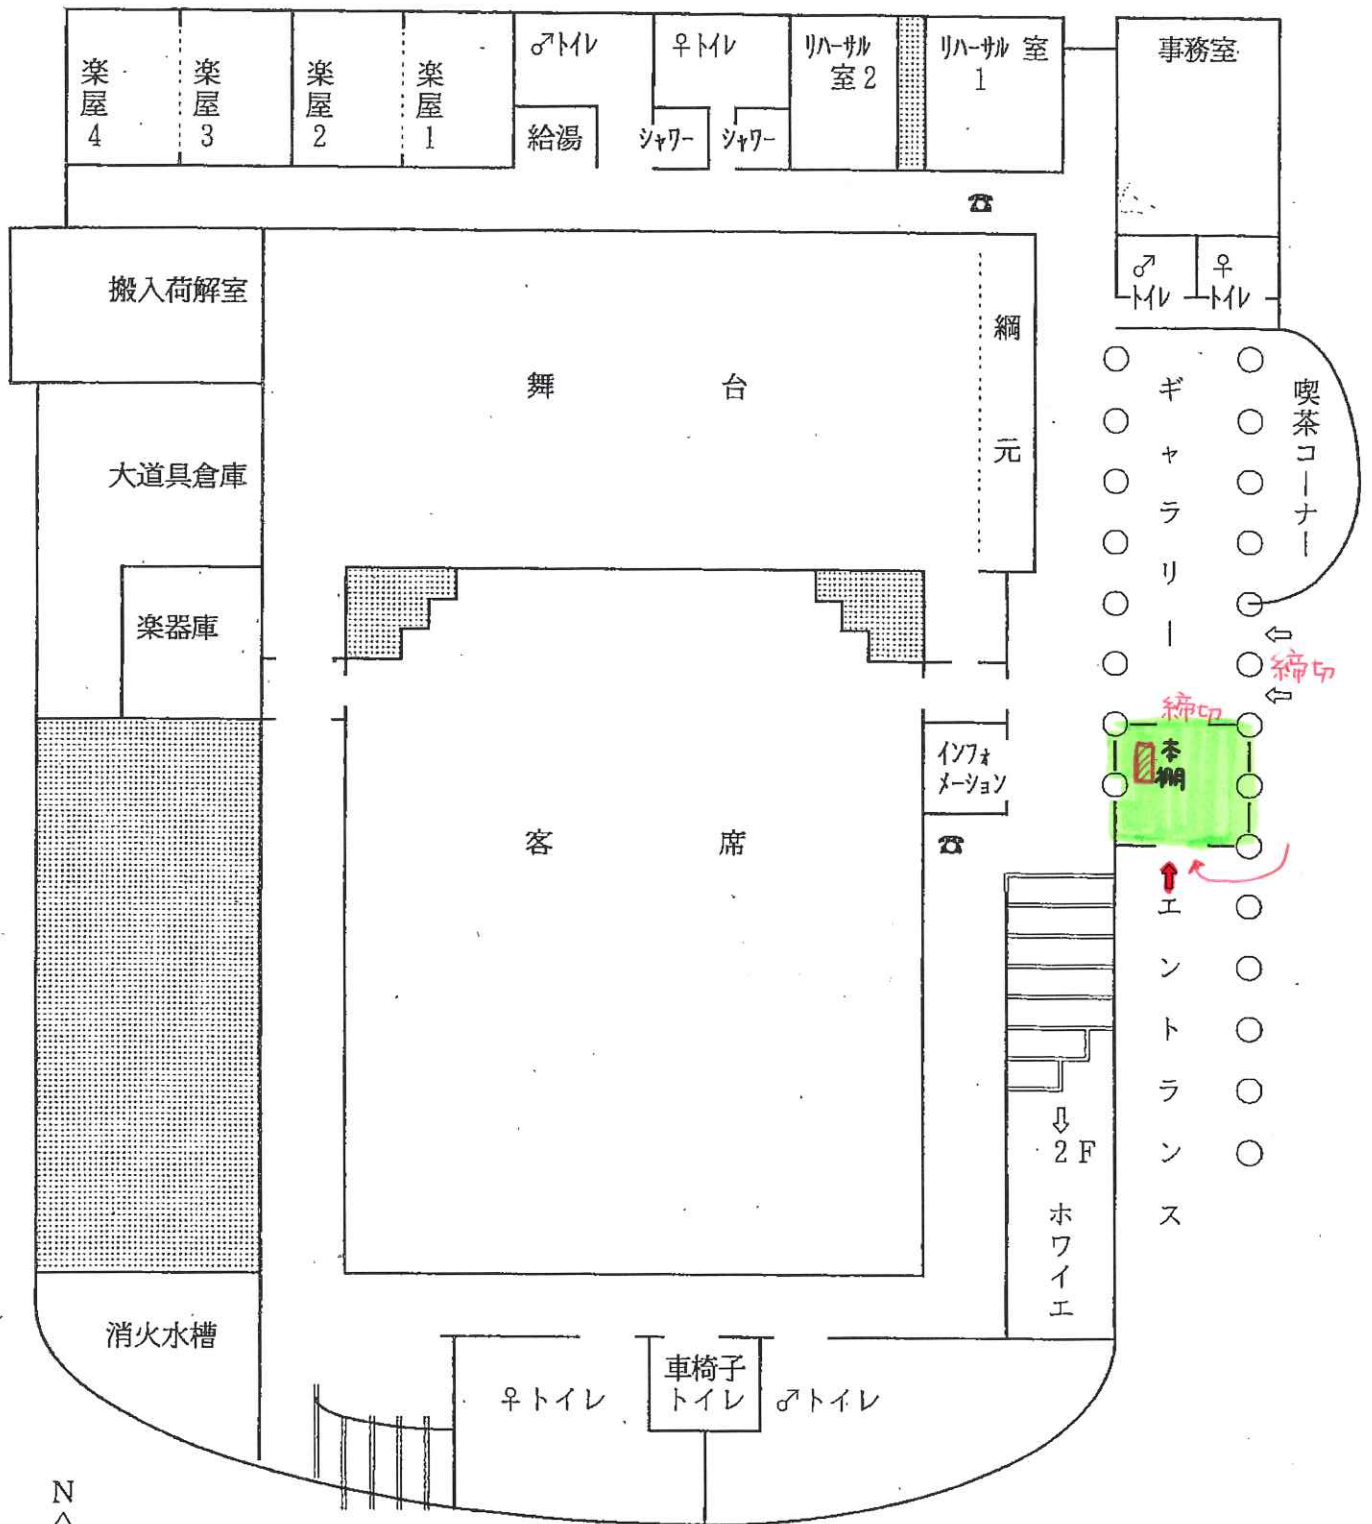 楽屋4
楽屋3
楽屋2
楽屋1
♂トイレ
♀トイレ
リハーサル
室2
リハーサル 室
1
事務室
給湯
シャワー
シャワー
☎
♂
トイレ
♀
トイレ
搬入荷解室
舞台
綱元
ギャラリー
喫茶コーナー
大道具倉庫
楽器庫
締切
締切
本棚
インフォ
メーション
☎
客席
エントランス
2F
ホワイエ
消火水槽
♀トイレ
車椅子
トイレ
♂トイレ
N